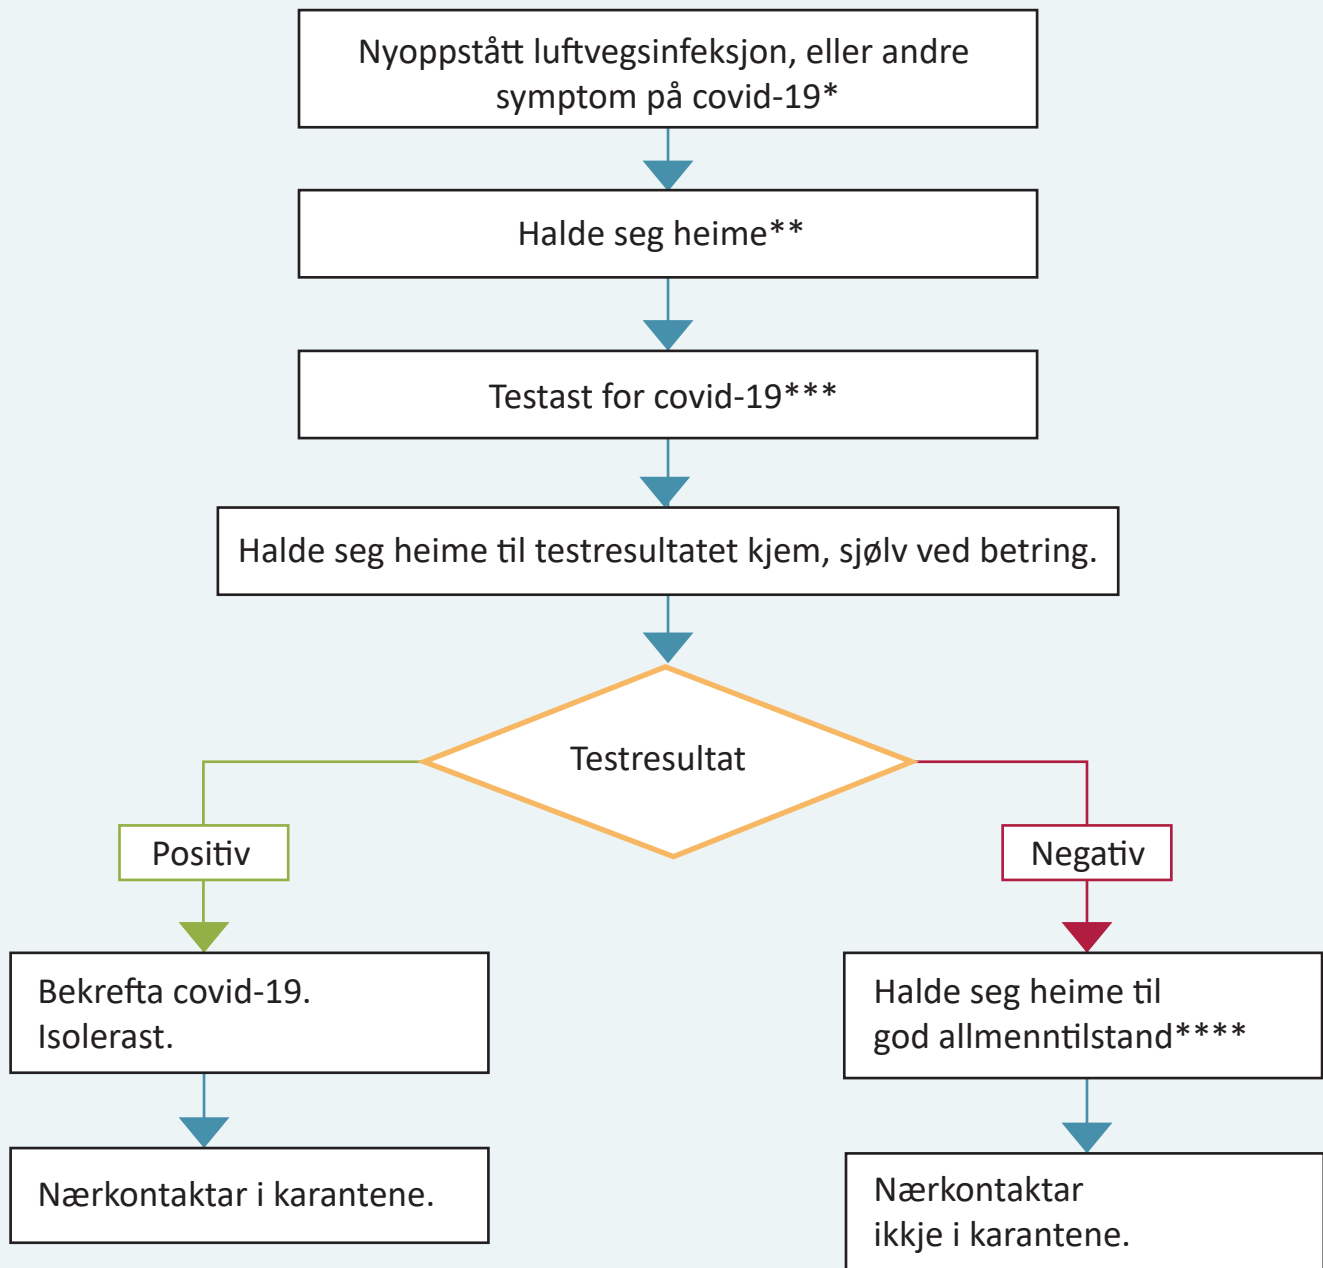 Nyoppstått luftvegsinfeksjon, eller andre
symptom på covid-19*
Halde seg heime**
Testast for covid-19***
Halde seg heime til testresultatet kjem, sjølv ved betring.
Testresultat
Positiv
Negativ
Bekrefta covid-19.
Isolerast.
Halde seg heime til
god allmenntilstand****
Nærkontaktar i karantene.
Nærkontaktar
ikkje i karantene.